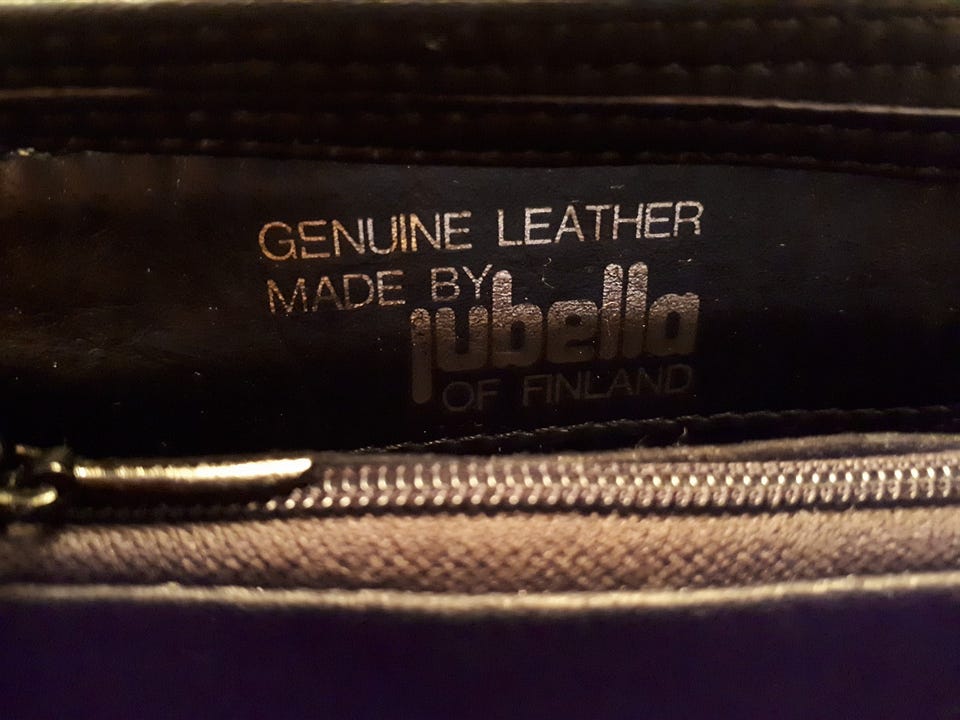 GENUINE LEATHER
MADE BY
jubella
OF FINLAND